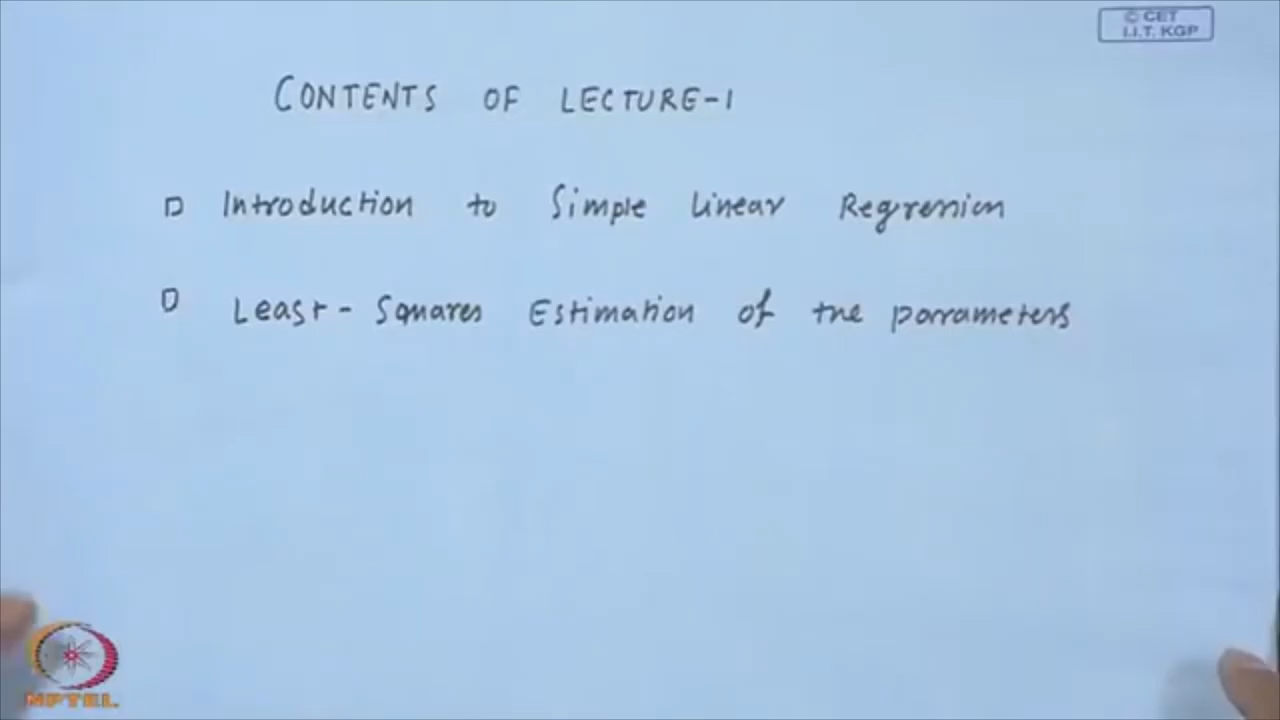 © CET
I.I.T. KGP
CONTENTS OF LECTURE-1
Introduction to Simple Linear Regression
Least-Squares Estimation of the parameters
NPTEL